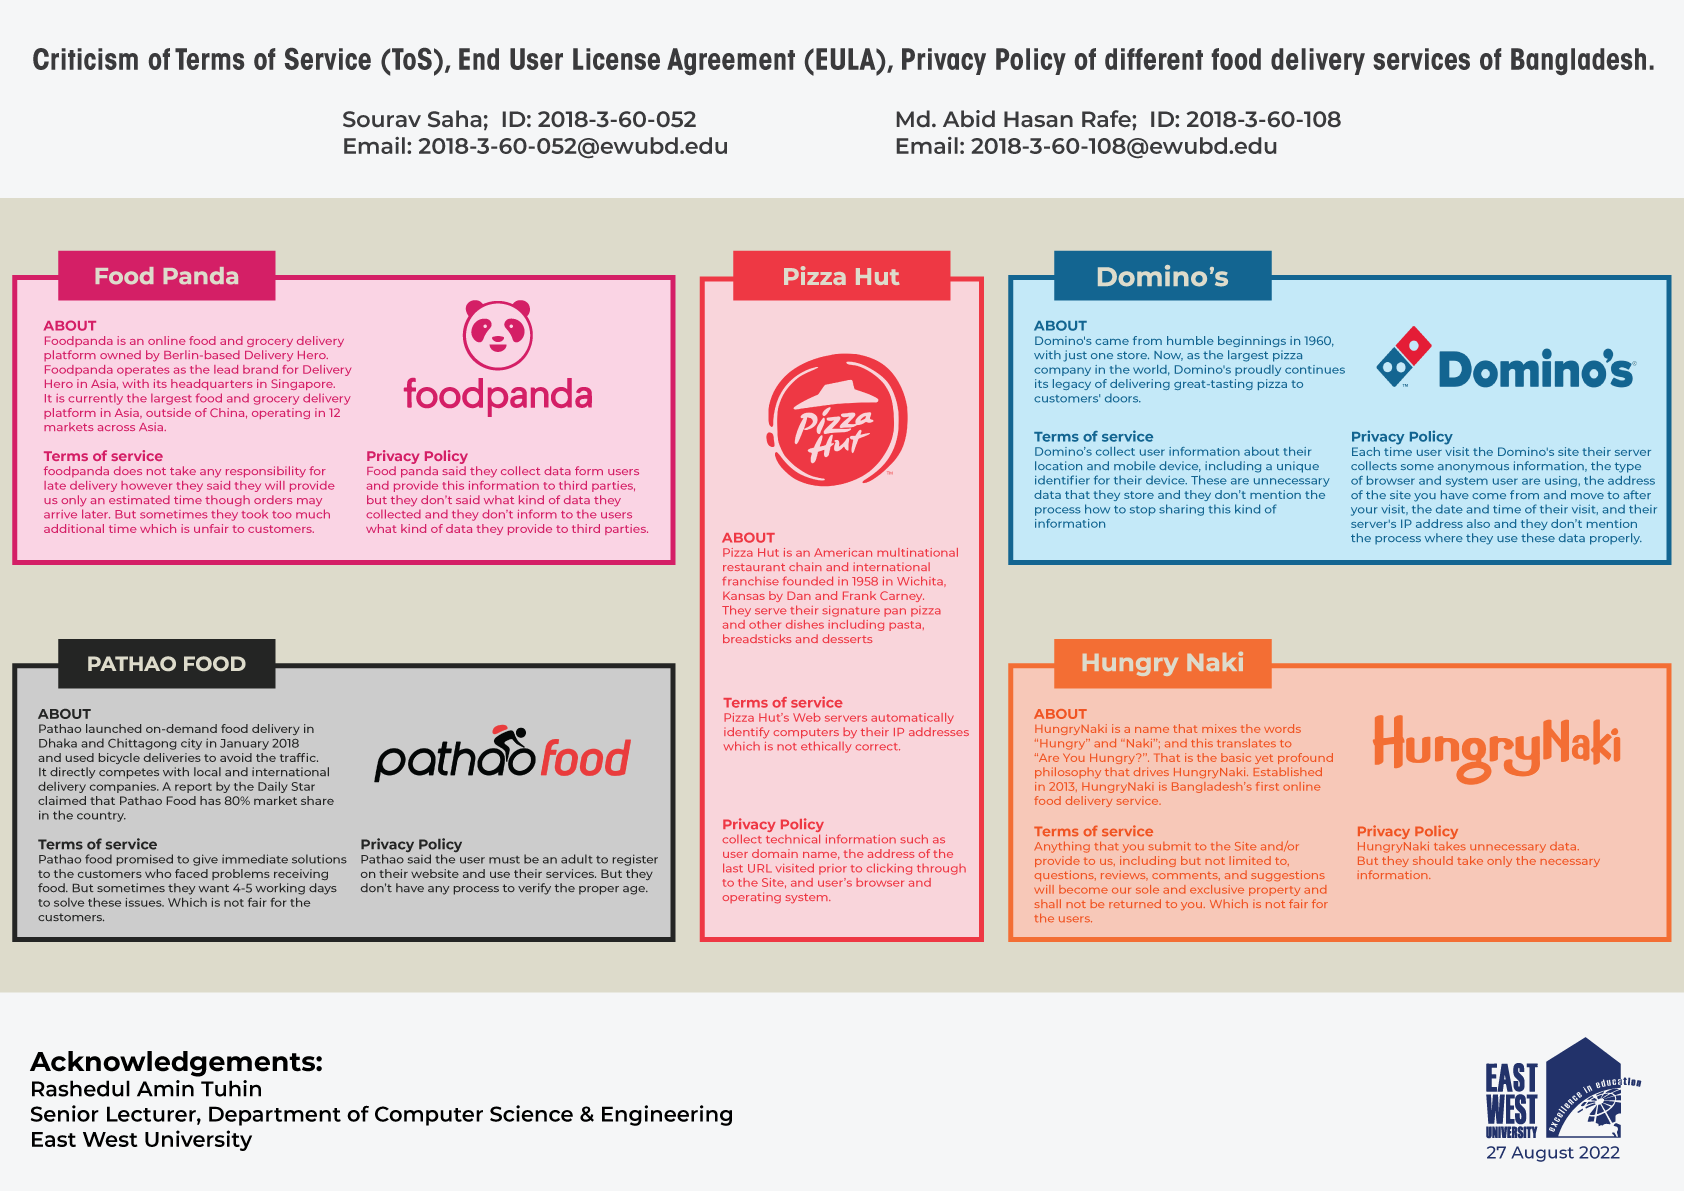 Criticism of Terms of Service (ToS), End User License Agreement (EULA), Privacy Policy of different food delivery services of Bangladesh.
Sourav Saha;  ID: 2018-3-60-052
Email: 2018-3-60-052@ewubd.edu
Md. Abid Hasan Rafe;  ID: 2018-3-60-108
Email: 2018-3-60-108@ewubd.edu
Food Panda
ABOUT
Foodpanda is an online food and grocery delivery
platform owned by Berlin-based Delivery Hero.
Foodpanda operates as the lead brand for Delivery
Hero in Asia, with its headquarters in Singapore.
It is currently the largest food and grocery delivery
platform in Asia, outside of China, operating in 12
markets across Asia.
foodpanda
Terms of service
foodpanda does not take any responsibility for
late delivery however they said they will provide
us only an estimated time though orders may
arrive later. But sometimes they took too much
additional time which is unfair to customers.
Privacy Policy
Food panda said they collect data form users
and provide this information to third parties,
but they don't said what kind of data they
collected and they don't inform to the users
what kind of data they provide to third parties.
PATHAO FOOD
ABOUT
Pathao launched on-demand food delivery in
Dhaka and Chittagong city in January 2018
and used bicycle deliveries to avoid the traffic.
It directly competes with local and international
delivery companies. A report by the Daily Star
claimed that Pathao Food has 80% market share
in the country.
pathao food
Terms of service
Pathao food promised to give immediate solutions
to the customers who faced problems receiving
food. But sometimes they want 4-5 working days
to solve these issues. Which is not fair for the
customers.
Privacy Policy
Pathao said the user must be an adult to register
on their website and use their services. But they
don't have any process to verify the proper age.
Pizza Hut
Pizza
Hut
TM
ABOUT
Pizza Hut is an American multinational
restaurant chain and international
franchise founded in 1958 in Wichita,
Kansas by Dan and Frank Carney.
They serve their signature pan pizza
and other dishes including pasta,
breadsticks and desserts
Terms of service
Pizza Hut's Web servers automatically
identify computers by their IP addresses
which is not ethically correct.
Privacy Policy
collect technical information such as
user domain name, the address of the
last URL visited prior to clicking through
to the Site, and user's browser and
operating system.
Domino's
ABOUT
Domino's came from humble beginnings in 1960,
with just one store. Now, as the largest pizza
company in the world, Domino's proudly continues
its legacy of delivering great-tasting pizza to
customers' doors.
Domino's®
TM
Terms of service
Domino's collect user information about their
location and mobile device, including a unique
identifier for their device. These are unnecessary
data that they store and they don't mention the
process how to stop sharing this kind of
information
Privacy Policy
Each time user visit the Domino's site their server
collects some anonymous information, the type
of browser and system user are using, the address
of the site you have come from and move to after
your visit, the date and time of their visit, and their
server's IP address also and they don't mention
the process where they use these data properly.
Hungry Naki
ABOUT
HungryNaki is a name that mixes the words
“Hungry” and “Naki”; and this translates to
“Are You Hungry?”. That is the basic yet profound
philosophy that drives HungryNaki. Established
in 2013, HungryNaki is Bangladesh's first online
food delivery service.
HungryNaki
Terms of service
Anything that you submit to the Site and/or
provide to us, including but not limited to,
questions, reviews, comments, and suggestions
will become our sole and exclusive property and
shall not be returned to you. Which is not fair for
the users.
Privacy Policy
HungryNaki takes unnecessary data.
But they should take only the necessary
information.
Acknowledgements:
Rashedul Amin Tuhin
Senior Lecturer, Department of Computer Science & Engineering
East West University
EAST
WEST
UNIVERSITY
excellence in education
27 August 2022